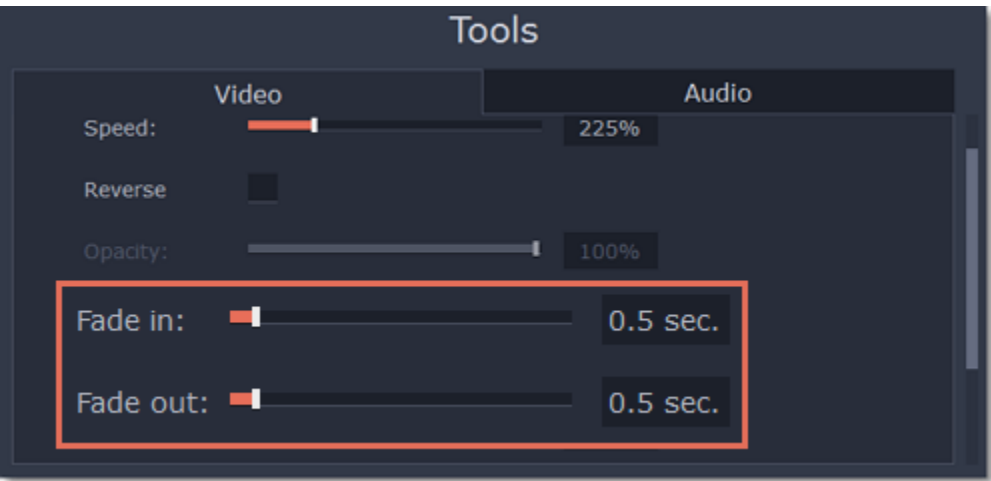 Tools
Video Audio
Speed: 225%
Reverse
Opacity: 100%
Fade in: 0.5 sec.
Fade out: 0.5 sec.